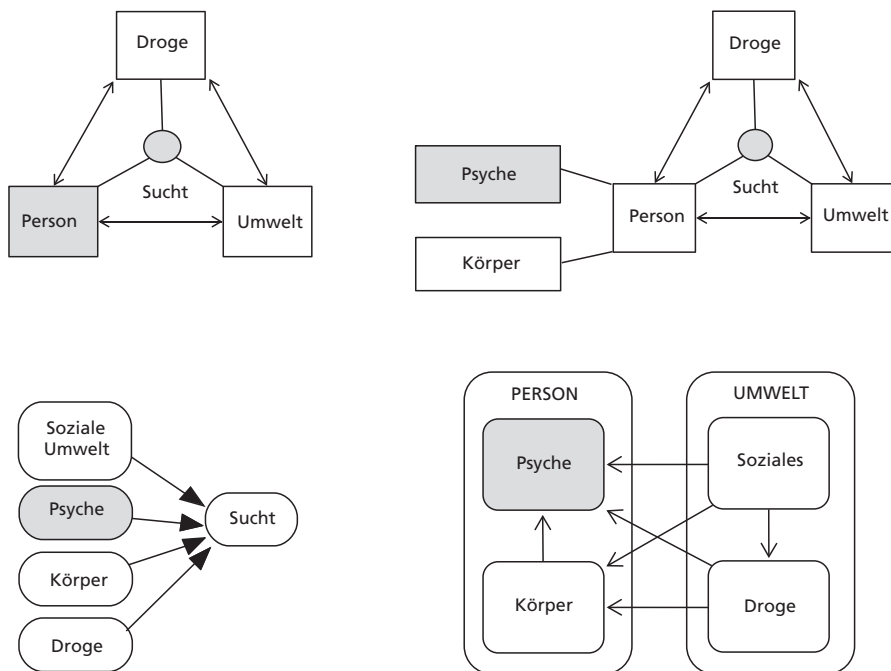 Droge
Sucht
Person
Umwelt
Droge
Psyche
Sucht
Person
Umwelt
Körper
Soziale
Umwelt
Psyche
Sucht
Körper
Droge
PERSON
UMWELT
Psyche
Soziales
Körper
Droge